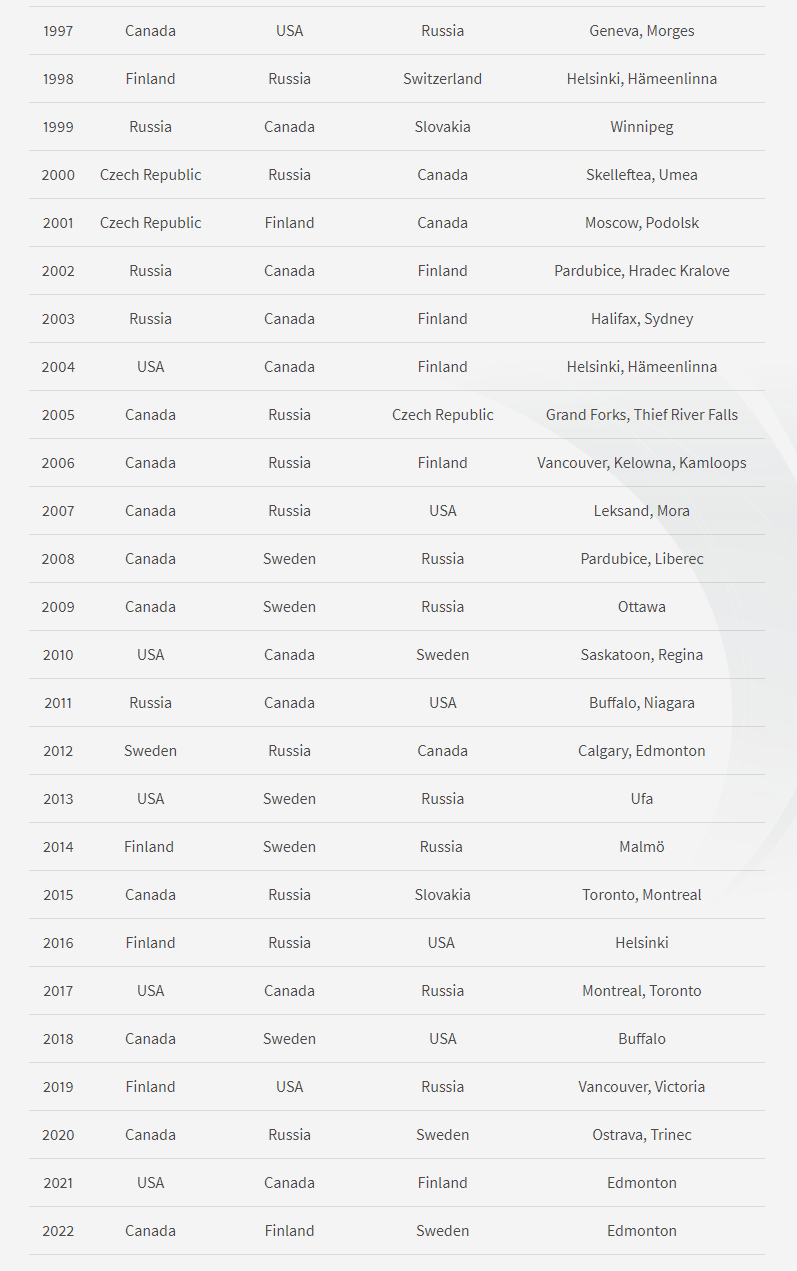 1997 Canada USA Russia Geneva, Morges
1998 Finland Russia Switzerland Helsinki, Hämeenlinna
1999 Russia Canada Slovakia Winnipeg
2000 Czech Republic Russia Canada Skelleftea, Umea
2001 Czech Republic Finland Canada Moscow, Podolsk
2002 Russia Canada Finland Pardubice, Hradec Kralove
2003 Russia Canada Finland Halifax, Sydney
2004 USA Canada Finland Helsinki, Hämeenlinna
2005 Canada Russia Czech Republic Grand Forks, Thief River Falls
2006 Canada Russia Finland Vancouver, Kelowna, Kamloops
2007 Canada Russia USA Leksand, Mora
2008 Canada Sweden Russia Pardubice, Liberec
2009 Canada Sweden Russia Ottawa
2010 USA Canada Sweden Saskatoon, Regina
2011 Russia Canada USA Buffalo, Niagara
2012 Sweden Russia Canada Calgary, Edmonton
2013 USA Sweden Russia Ufa
2014 Finland Sweden Russia Malmö
2015 Canada Russia Slovakia Toronto, Montreal
2016 Finland Russia USA Helsinki
2017 USA Canada Russia Montreal, Toronto
2018 Canada Sweden USA Buffalo
2019 Finland USA Russia Vancouver, Victoria
2020 Canada Russia Sweden Ostrava, Trinec
2021 USA Canada Finland Edmonton
2022 Canada Finland Sweden Edmonton